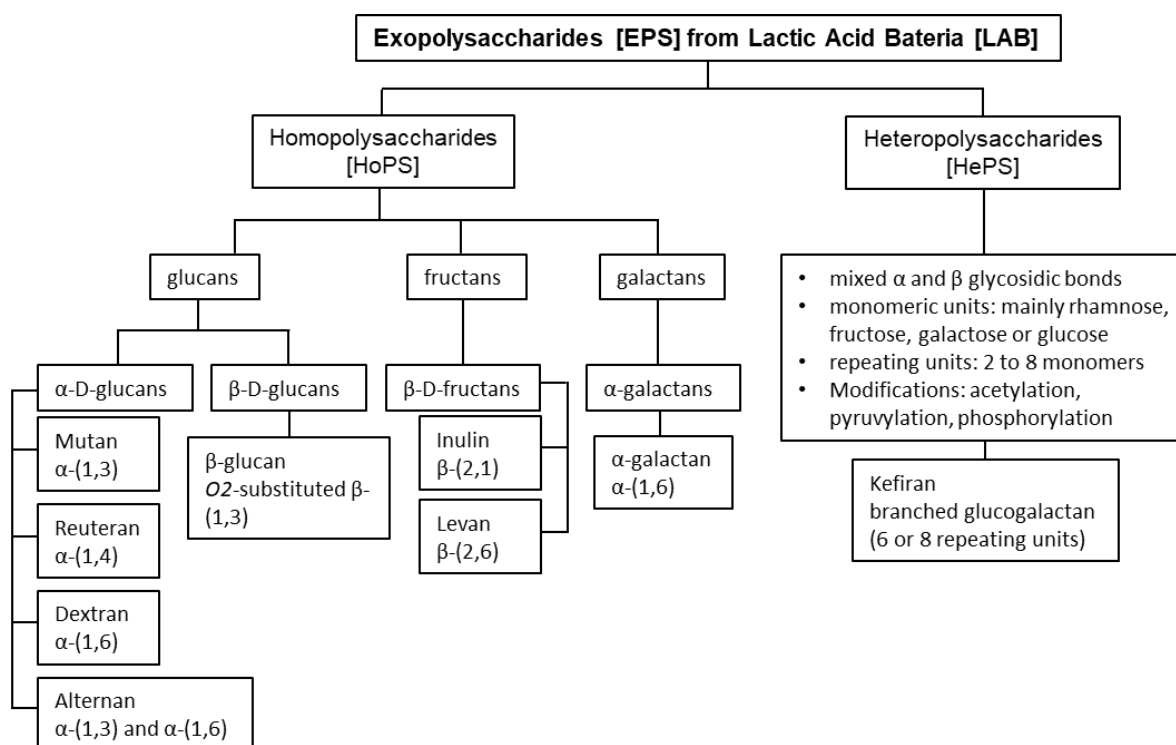 Exopolysaccharides [EPS] from Lactic Acid Bateria [LAB]
Homopolysaccharides
[HoPS]
Heteropolysaccharides
[HePS]
glucans
fructans
galactans
• mixed α and β glycosidic bonds
• monomeric units: mainly rhamnose,
fructose, galactose or glucose
• repeating units: 2 to 8 monomers
• Modifications: acetylation,
pyruvylation, phosphorylation
α-D-glucans
β-D-glucans
β-D-fructans
α-galactans
Mutan
α-(1,3)
β-glucan
O2-substituted β-
(1,3)
Inulin
β-(2,1)
α-galactan
α-(1,6)
Kefiran
branched glucogalactan
(6 or 8 repeating units)
Reuteran
α-(1,4)
Levan
β-(2,6)
Dextran
α-(1,6)
Alternan
α-(1,3) and α-(1,6)